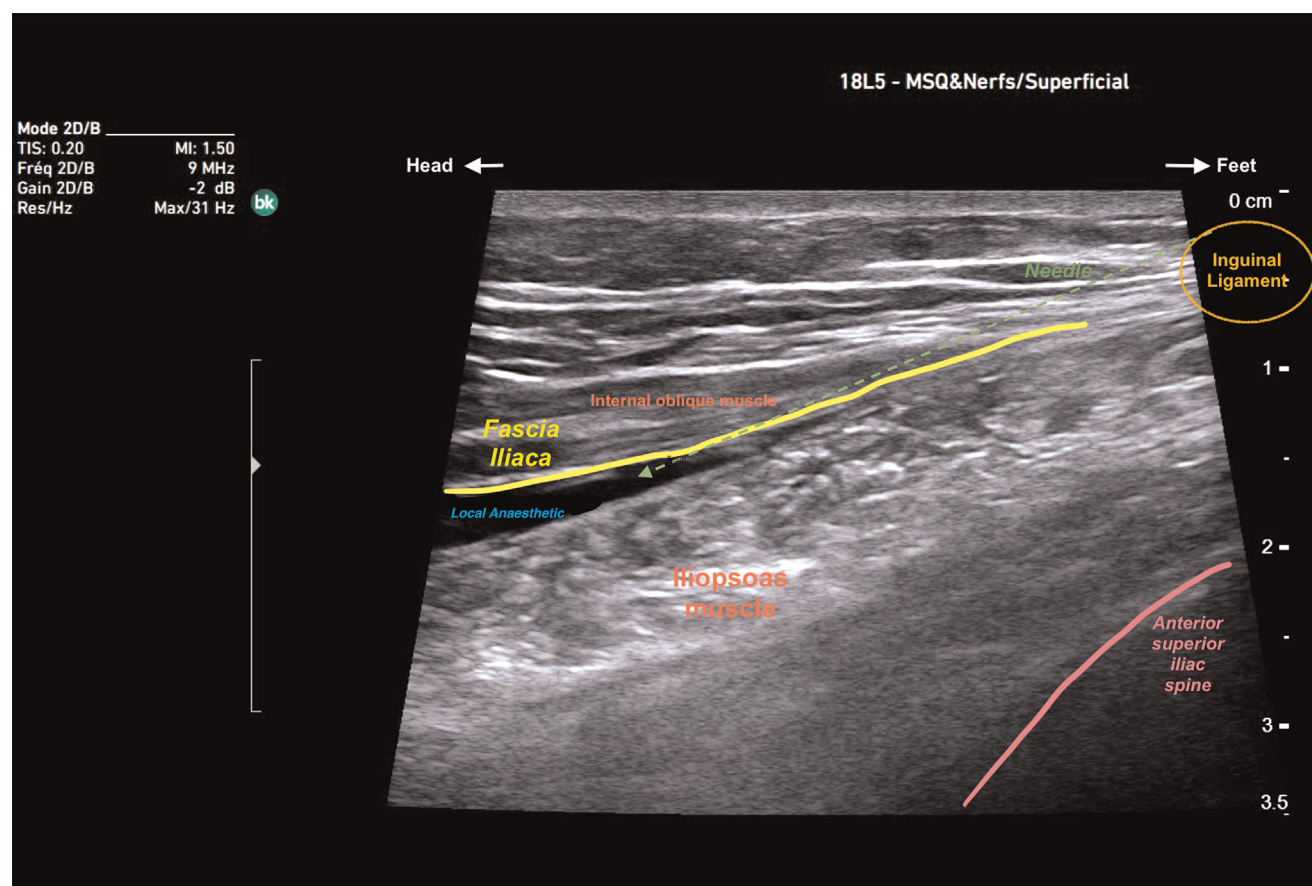 18L5 - MSQ&Nerfs/Superficial
Mode 2D/B
TIS: 0.20 MI: 1.50
Fréq 2D/B 9 MHz
Gain 2D/B -2 dB
Res/Hz Max/31 Hz
bk
Head
Feet
0 cm
Needle
Inguinal
Ligament
1
Internal oblique muscle
Fascia
Iliaca
Local Anaesthetic
2
Iliopsoas
muscle
Anterior
superior
iliac
spine
3
3.5